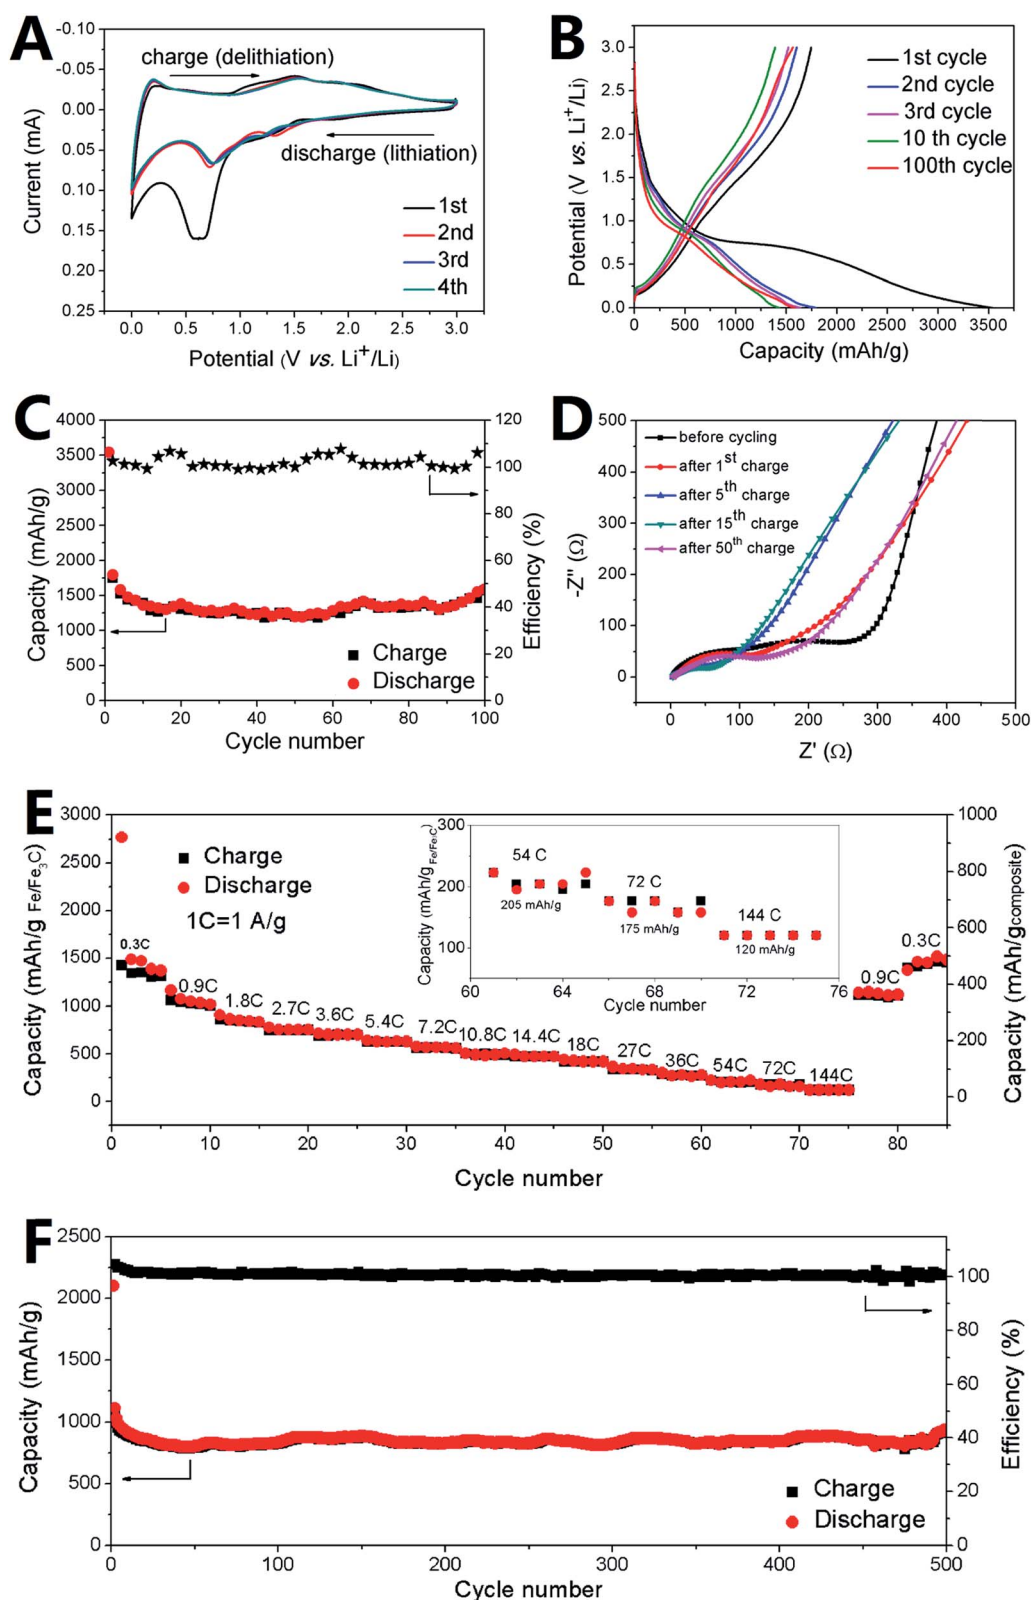 A
-0.10
-0.05
0.00
0.05
0.10
0.15
0.20
0.25
Current (mA)
charge (delithiation)
discharge (lithiation)
1st
2nd
3rd
4th
0.0 0.5 1.0 1.5 2.0 2.5 3.0
Potential (V vs. Li⁺/Li)
B
3.0
2.5
2.0
1.5
1.0
0.5
0.0
Potential (V vs. Li⁺/Li)
1st cycle
2nd cycle
3rd cycle
10 th cycle
100th cycle
0 500 1000 1500 2000 2500 3000 3500
Capacity (mAh/g)
C
4000
3500
3000
2500
2000
1500
1000
500
0
Capacity (mAh/g)
120
100
80
60
40
20
0
Efficiency (%)
Charge
Discharge
0 20 40 60 80 100
Cycle number
D
500
400
300
200
100
0
-Z'' (Ω)
before cycling
after 1st charge
after 5th charge
after 15th charge
after 50th charge
0 100 200 300 400 500
Z' (Ω)
E
3000
2500
2000
1500
1000
500
0
Capacity (mAh/g Fe/Fe₃C)
Charge
Discharge
1C=1 A/g
0.3C
0.9C
1.8C
2.7C
3.6C
5.4C
7.2C
10.8C
14.4C
18C
27C
36C
54C
72C
144C
0.9C
0.3C
300
200
100
Capacity (mAh/g Fe/Fe₃C)
54 C
205 mAh/g
72 C
175 mAh/g
144 C
120 mAh/g
60 64 68 72 76
Cycle number
1000
800
600
400
200
0
Capacity (mAh/g composite)
0 10 20 30 40 50 60 70 80
Cycle number
F
2500
2000
1500
1000
500
0
Capacity (mAh/g)
100
80
60
40
20
0
Efficiency (%)
Charge
Discharge
0 100 200 300 400 500
Cycle number